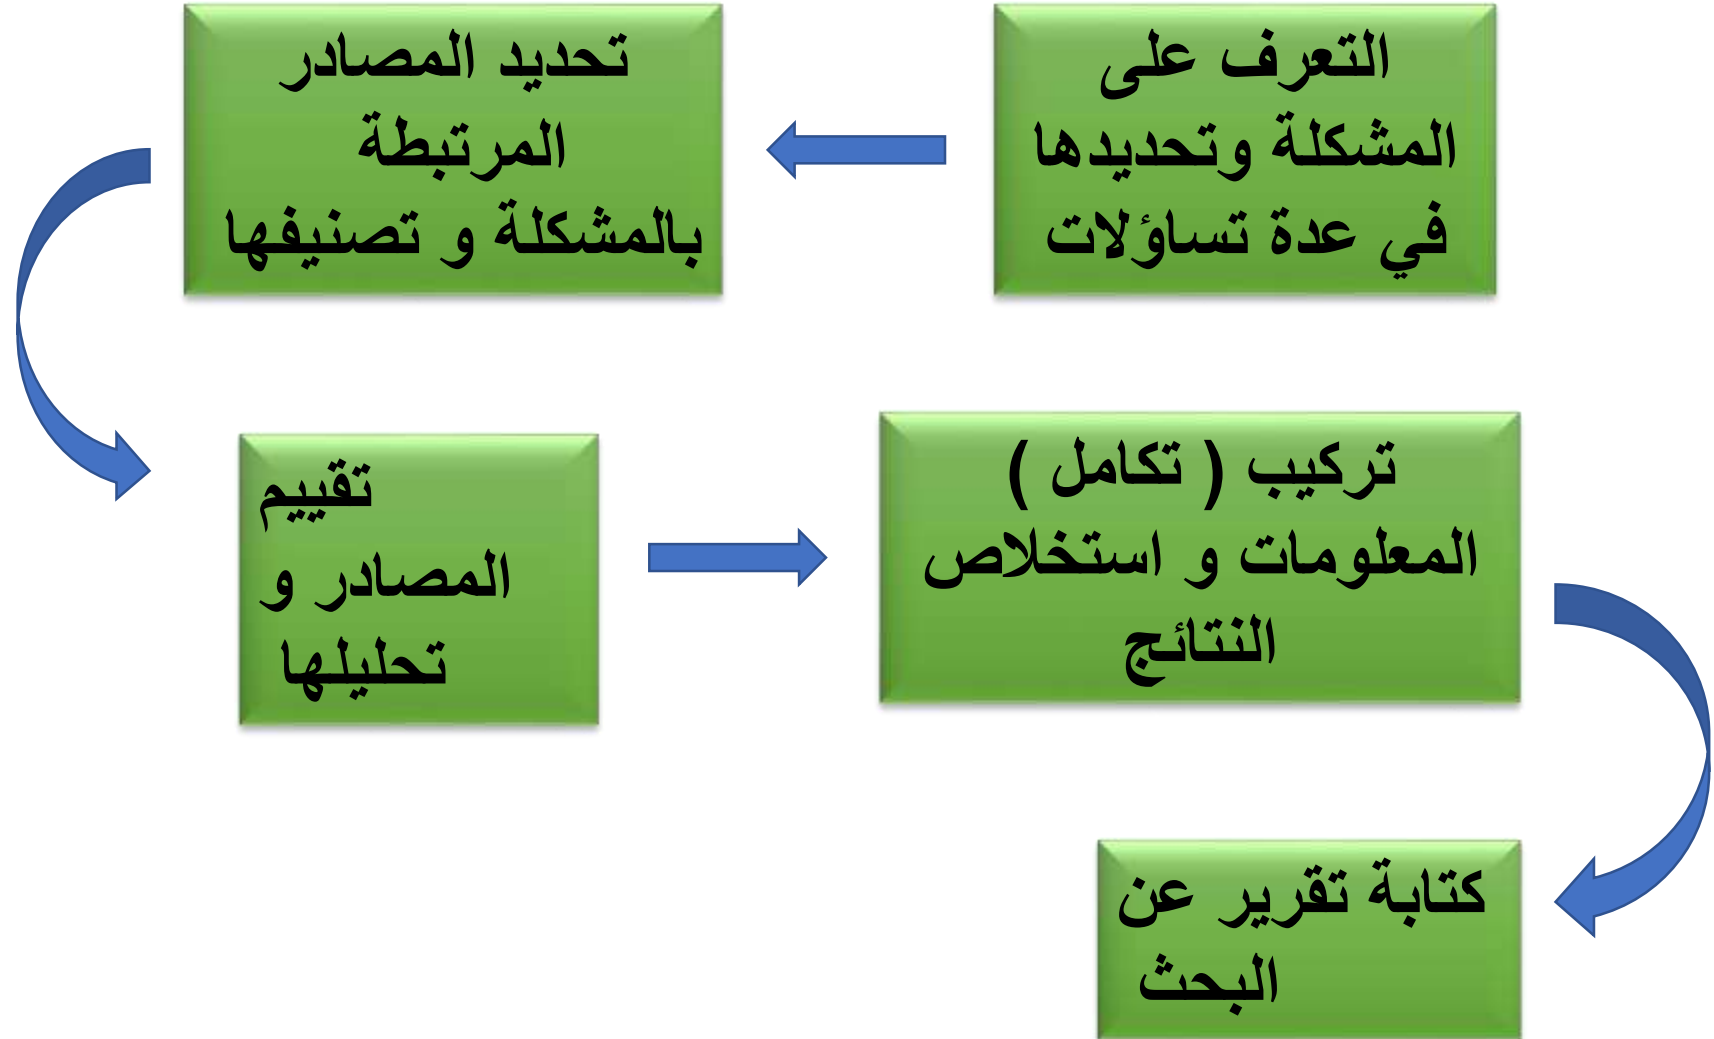 التعرف على
المشكلة وتحديدها
في عدة تساؤلات
تحديد المصادر
المرتبطة
بالمشكلة و تصنيفها
تقييم
المصادر و
تحليلها
تركيب ( تكامل )
المعلومات و استخلاص
النتائج
كتابة تقرير عن
البحث